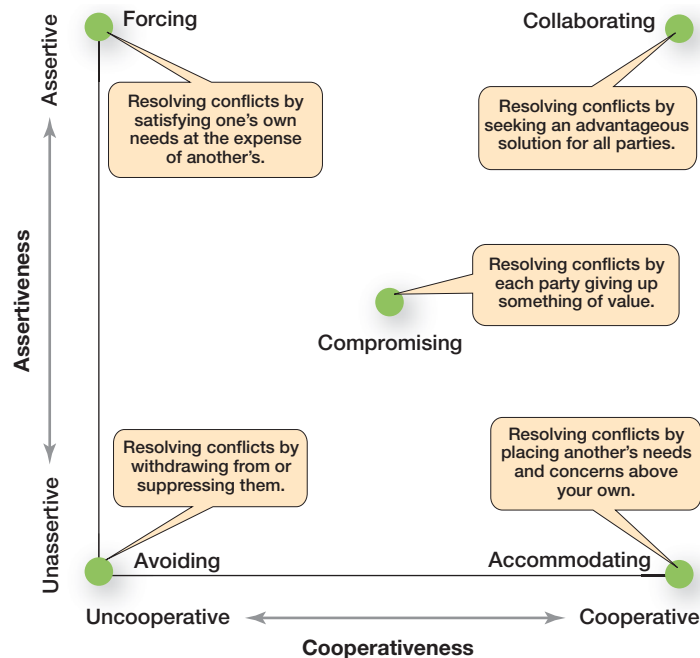 Forcing
Collaborating
Resolving conflicts by
satisfying one's own
needs at the expense
of another's.
Resolving conflicts by
seeking an advantageous
solution for all parties.
Assertive
Assertiveness
Unassertive
Resolving conflicts by
each party giving up
something of value.
Compromising
Resolving conflicts by
withdrawing from or
suppressing them.
Resolving conflicts by
placing another's needs
and concerns above
your own.
Avoiding
Accommodating
Uncooperative
Cooperative
Cooperativeness